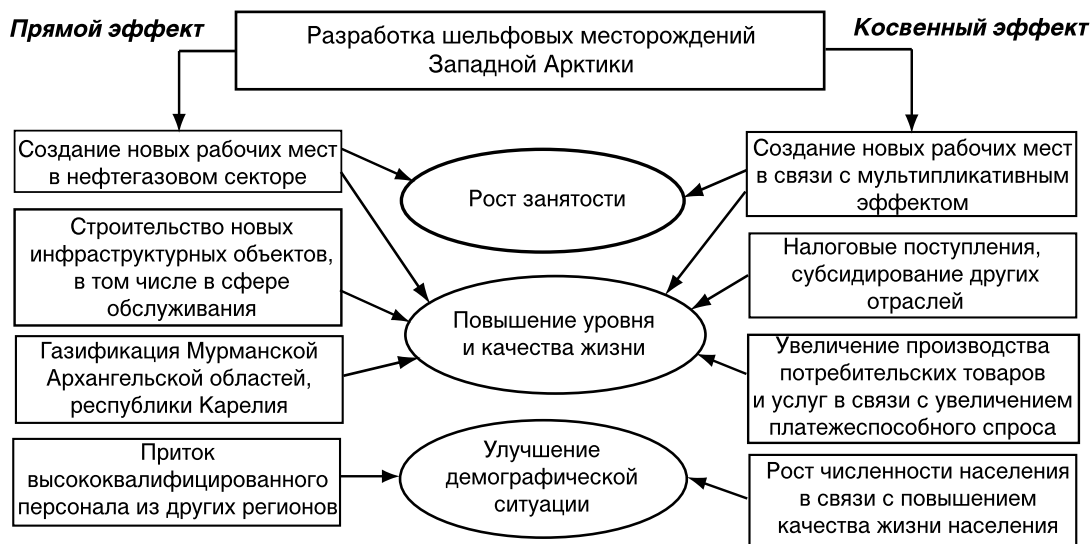 Прямой эффект
Разработка шельфовых месторождений
Западной Арктики
Косвенный эффект
Создание новых рабочих мест
в нефтегазовом секторе
Строительство новых
инфраструктурных объектов,
в том числе в сфере
обслуживания
Газификация Мурманской
Архангельской областей,
республики Карелия
Приток
высококвалифицированного
персонала из других регионов
Рост занятости
Повышение уровня
и качества жизни
Улучшение
демографической
ситуации
Создание новых рабочих мест
в связи с мультипликативным
эффектом
Налоговые поступления,
субсидирование других
отраслей
Увеличение производства
потребительских товаров
и услуг в связи с увеличением
платежеспособного спроса
Рост численности населения
в связи с повышением
качества жизни населения